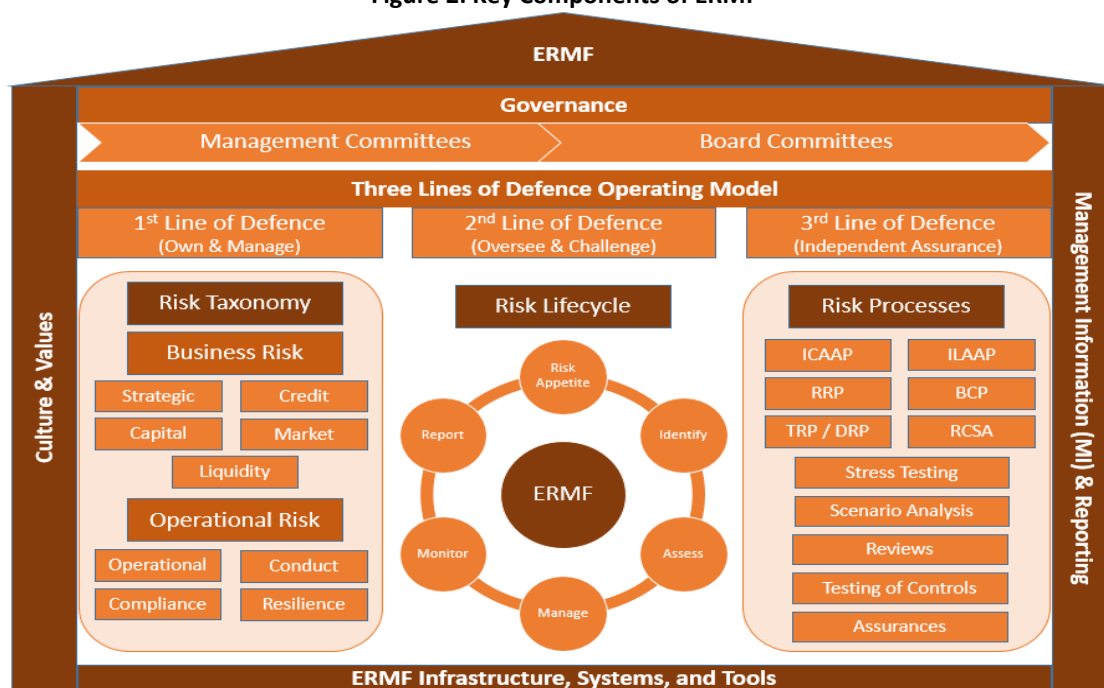 Figure 2: Key Components of ERMF
ERMF
Governance
Management Committees
Board Committees
Three Lines of Defence Operating Model
1st Line of Defence
(Own & Manage)
2nd Line of Defence
(Oversee & Challenge)
3rd Line of Defence
(Independent Assurance)
Culture & Values
Risk Taxonomy
Business Risk
Strategic
Credit
Capital
Market
Liquidity
Operational Risk
Operational
Conduct
Compliance
Resilience
Risk Lifecycle
Risk
Appetite
Identify
Assess
Manage
Monitor
Report
ERMF
Risk Processes
ICAAP
ILAAP
RRP
BCP
TRP / DRP
RCSA
Stress Testing
Scenario Analysis
Reviews
Testing of Controls
Assurances
Management Information (MI) & Reporting
ERMF Infrastructure, Systems, and Tools